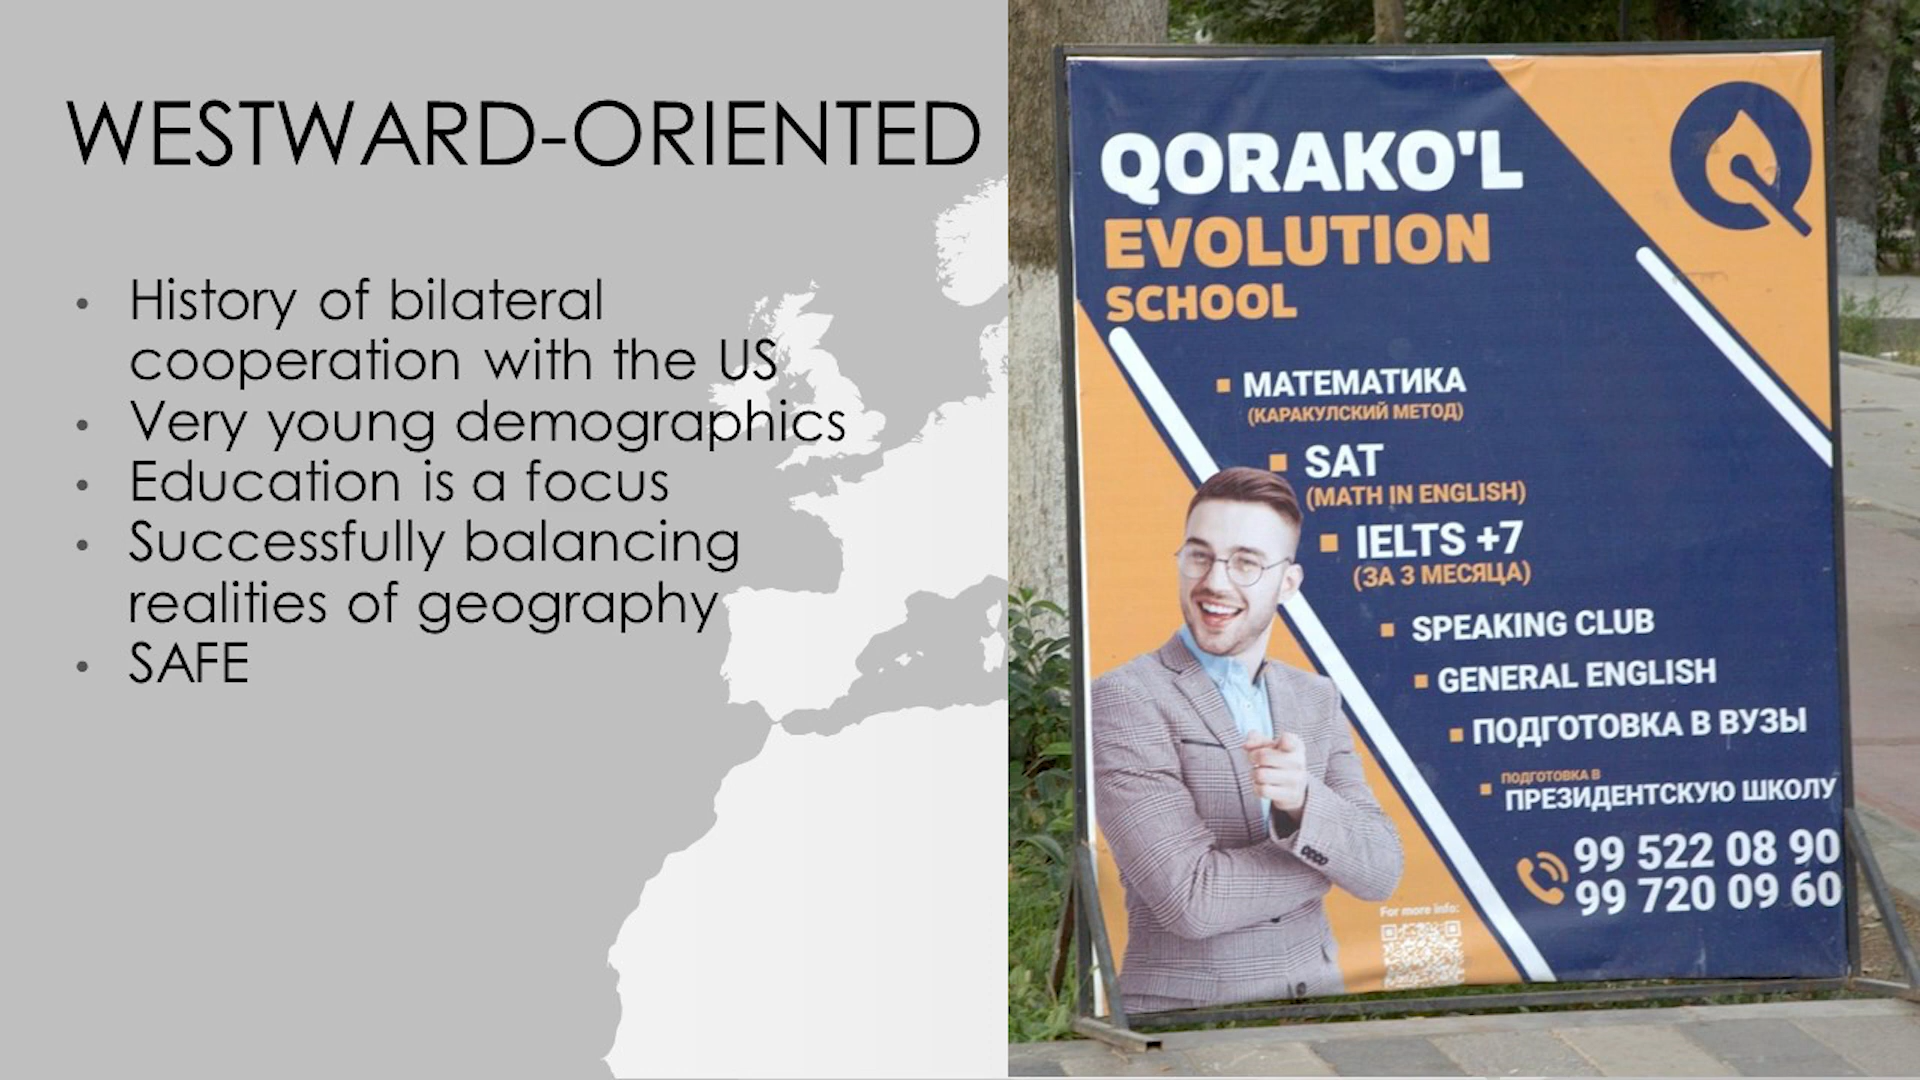 WESTWARD-ORIENTED
• History of bilateral
cooperation with the US
• Very young demographics
• Education is a focus
• Successfully balancing
realities of geography
• SAFE
QORAKO'L
EVOLUTION
SCHOOL
МАТЕМАТИКА
(КАРАКУЛСКИЙ МЕТОД)
SAT
(MATH IN ENGLISH)
IELTS +7
(ЗА 3 МЕСЯЦА)
SPEAKING CLUB
GENERAL ENGLISH
ПОДГОТОВКА В ВУЗЫ
ПОДГОТОВКА В
ПРЕЗИДЕНТСКУЮ ШКОЛУ
99 522 08 90
99 720 09 60
For more info: